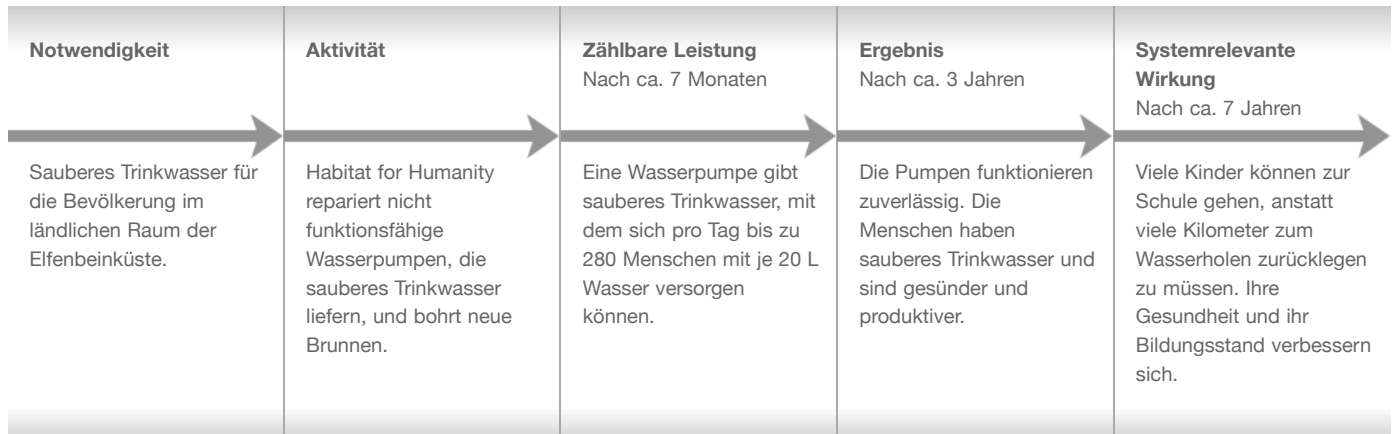 Notwendigkeit
Sauberes Trinkwasser für
die Bevölkerung im
ländlichen Raum der
Elfenbeinküste.
Aktivität
Habitat for Humanity
repariert nicht
funktionsfähige
Wasserpumpen, die
sauberes Trinkwasser
liefern, und bohrt neue
Brunnen.
Zählbare Leistung
Nach ca. 7 Monaten
Eine Wasserpumpe gibt
sauberes Trinkwasser, mit
dem sich pro Tag bis zu
280 Menschen mit je 20 L
Wasser versorgen
können.
Ergebnis
Nach ca. 3 Jahren
Die Pumpen funktionieren
zuverlässig. Die
Menschen haben
sauberes Trinkwasser und
sind gesünder und
produktiver.
Systemrelevante
Wirkung
Nach ca. 7 Jahren
Viele Kinder können zur
Schule gehen, anstatt
viele Kilometer zum
Wasserholen zurücklegen
zu müssen. Ihre
Gesundheit und ihr
Bildungsstand verbessern
sich.